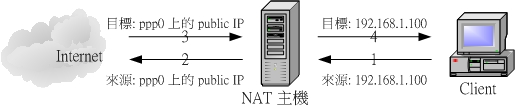 目標: ppp0 上的 public IP
3
Internet
2
來源: ppp0 上的 public IP
NAT 主機
目標: 192.168.1.100
4
1
來源: 192.168.1.100
Client